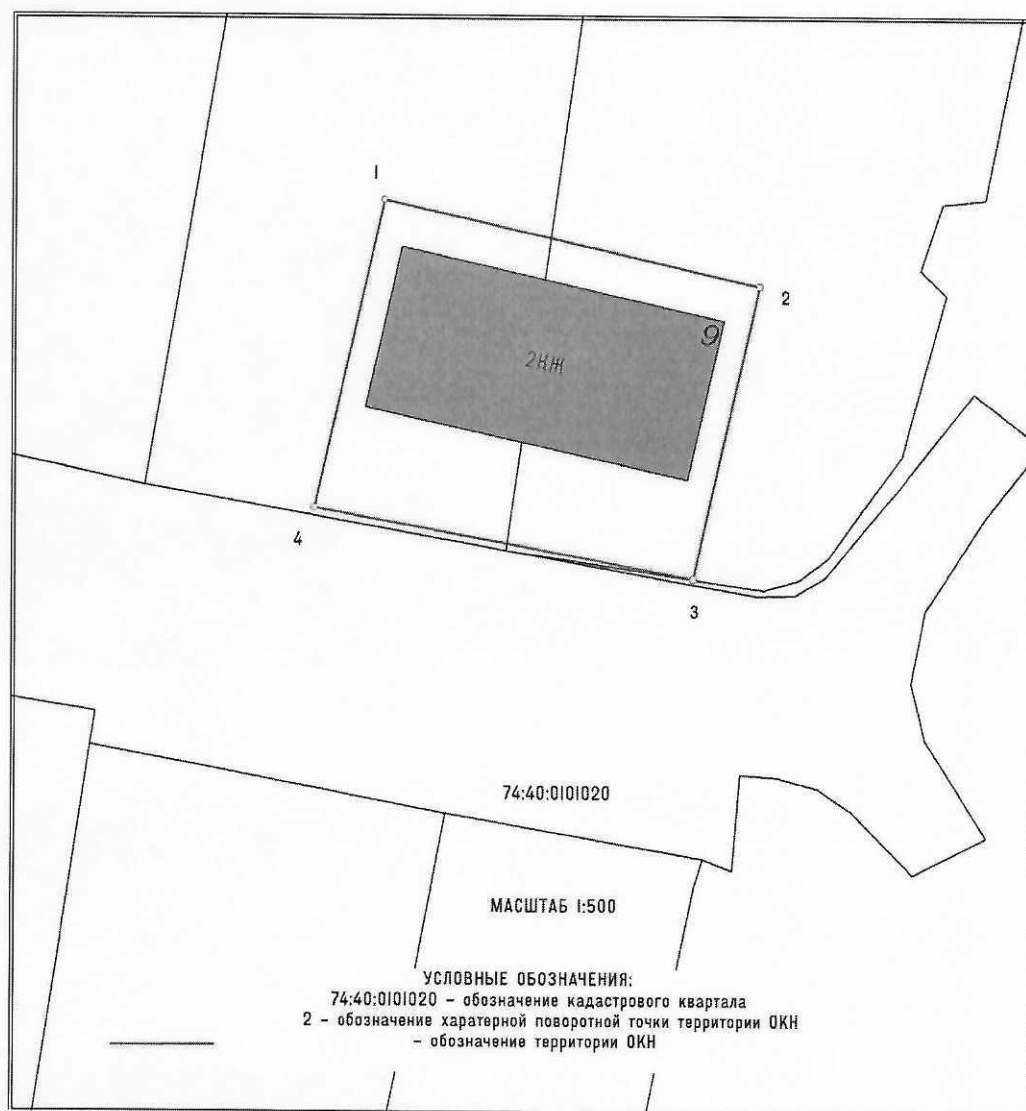 1
2
9
2КЖ
4
3
74:40:0101020
МАСШТАБ 1:500
УСЛОВНЫЕ ОБОЗНАЧЕНИЯ:
74:40:0101020 – обозначение кадастрового квартала
2 – обозначение харатерной поворотной точки территории ОКН
– обозначение территории ОКН